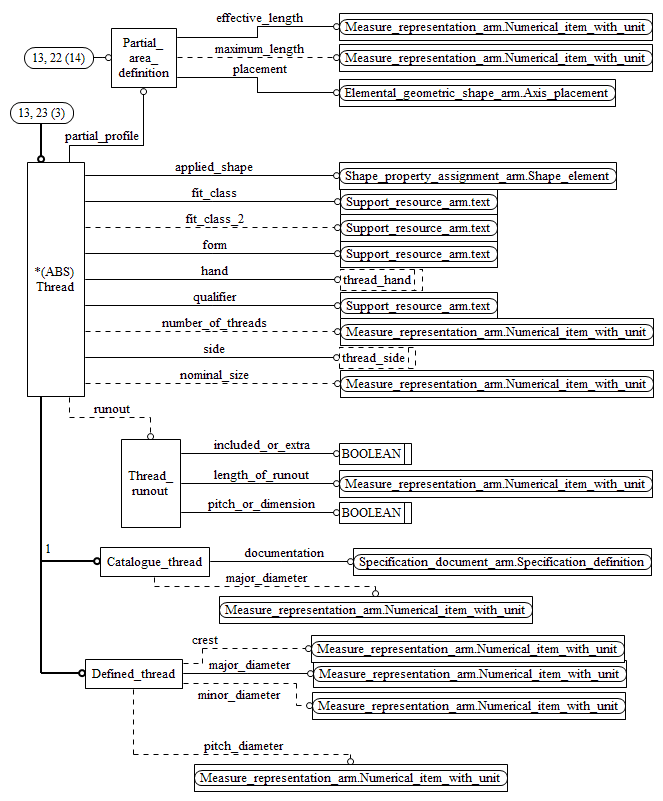 effective_length
Measure_representation_arm.Numerical_item_with_unit
13, 22 (14)
Partial_
area_
definition
maximum_length
Measure_representation_arm.Numerical_item_with_unit
placement
Elemental_geometric_shape_arm.Axis_placement
13, 23 (3)
partial_profile
*(ABS)
Thread
applied_shape
Shape_property_assignment_arm.Shape_element
fit_class
Support_resource_arm.text
fit_class_2
Support_resource_arm.text
form
Support_resource_arm.text
hand
thread_hand
qualifier
Support_resource_arm.text
number_of_threads
Measure_representation_arm.Numerical_item_with_unit
side
thread_side
nominal_size
Measure_representation_arm.Numerical_item_with_unit
runout
Thread_
runout
included_or_extra
BOOLEAN
length_of_runout
Measure_representation_arm.Numerical_item_with_unit
pitch_or_dimension
BOOLEAN
1
Catalogue_thread
documentation
Specification_document_arm.Specification_definition
major_diameter
Measure_representation_arm.Numerical_item_with_unit
Defined_thread
crest
Measure_representation_arm.Numerical_item_with_unit
major_diameter
Measure_representation_arm.Numerical_item_with_unit
minor_diameter
Measure_representation_arm.Numerical_item_with_unit
pitch_diameter
Measure_representation_arm.Numerical_item_with_unit